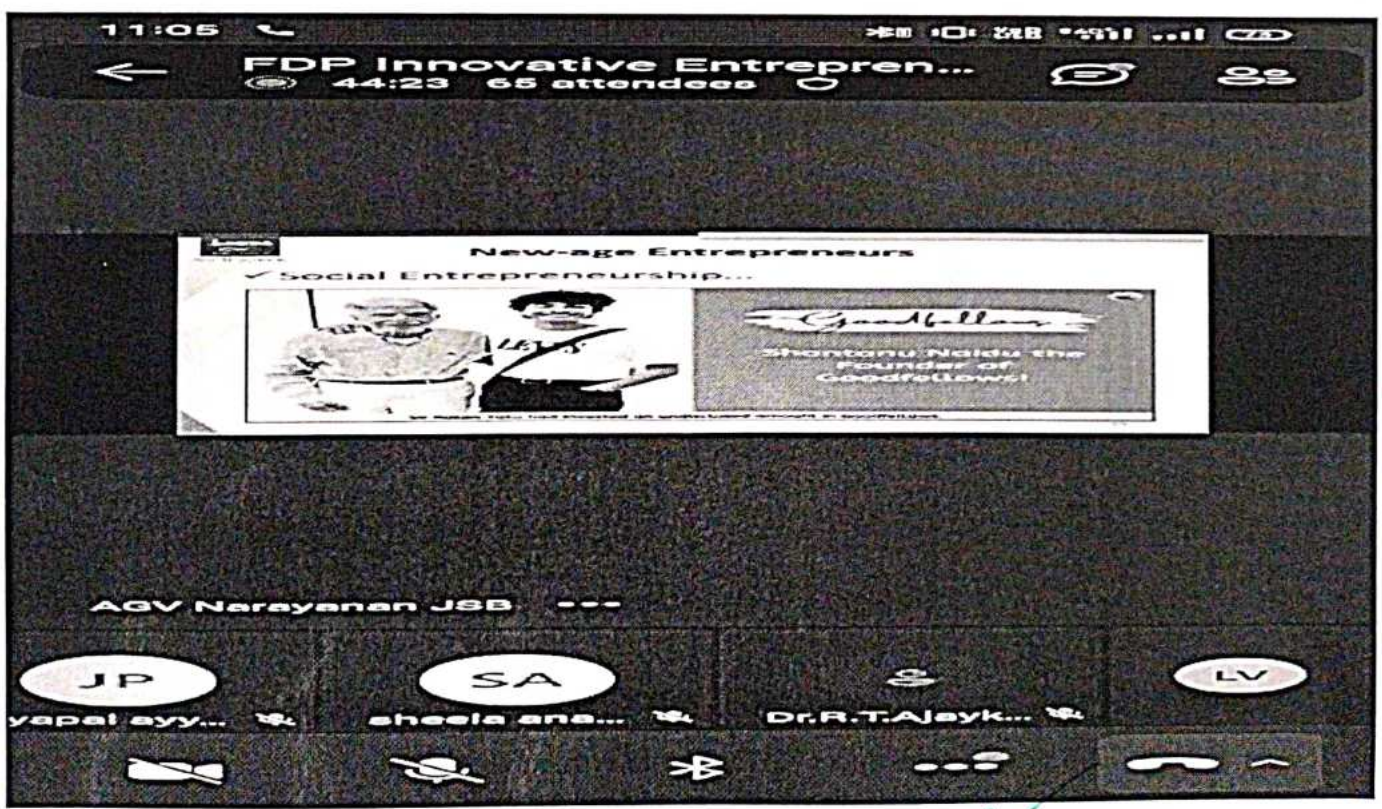 11:05
FDP Innovative Entrepren...
44:23 65 attendees
New-age Entrepreneurs
✓Social Entrepreneurship...
Goodfellows
Shantanu Naidu the
Founder of
Goodfellows!
AGV Narayanan JSB
JP
SA
S
LV
yapal ayy...
sheela ana...
Dr.R.T.Ajayk...